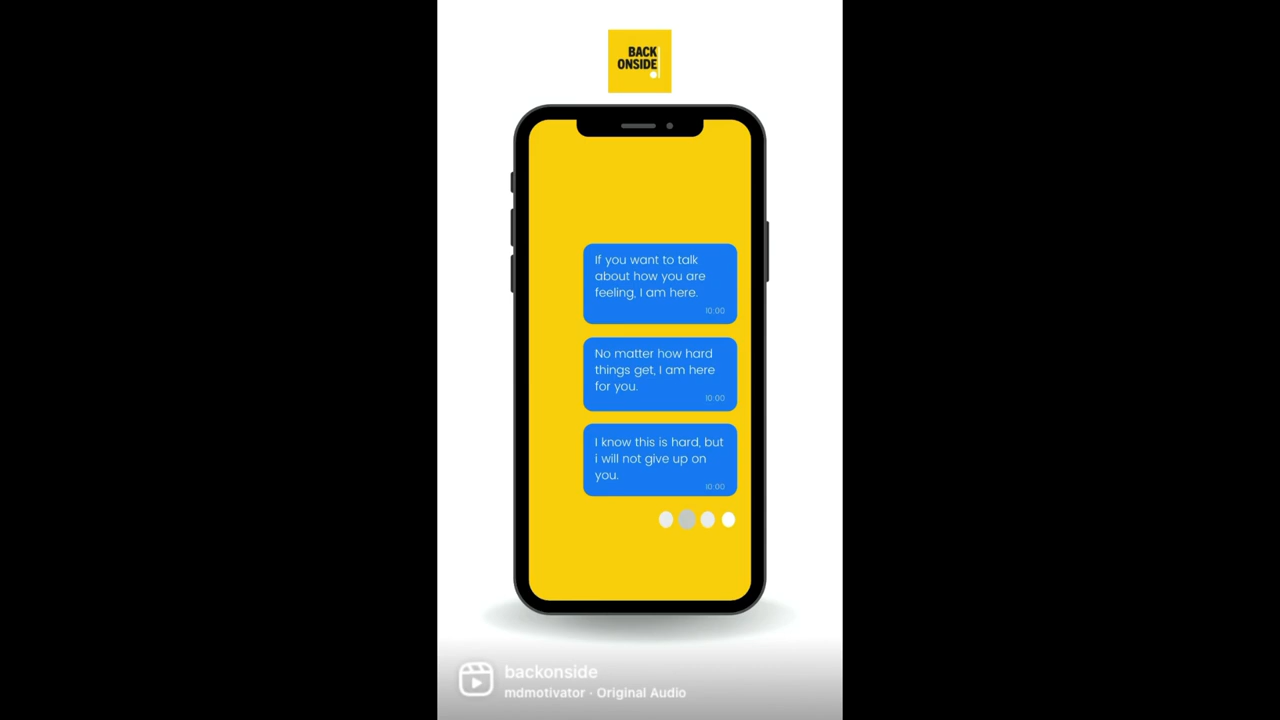 BACK
ONSIDE
If you want to talk
about how you are
feeling, I am here.
10:00
No matter how hard
things get, I am here
for you.
10:00
I know this is hard, but
i will not give up on
you.
10:00
backonside
mdmotivator · Original Audio